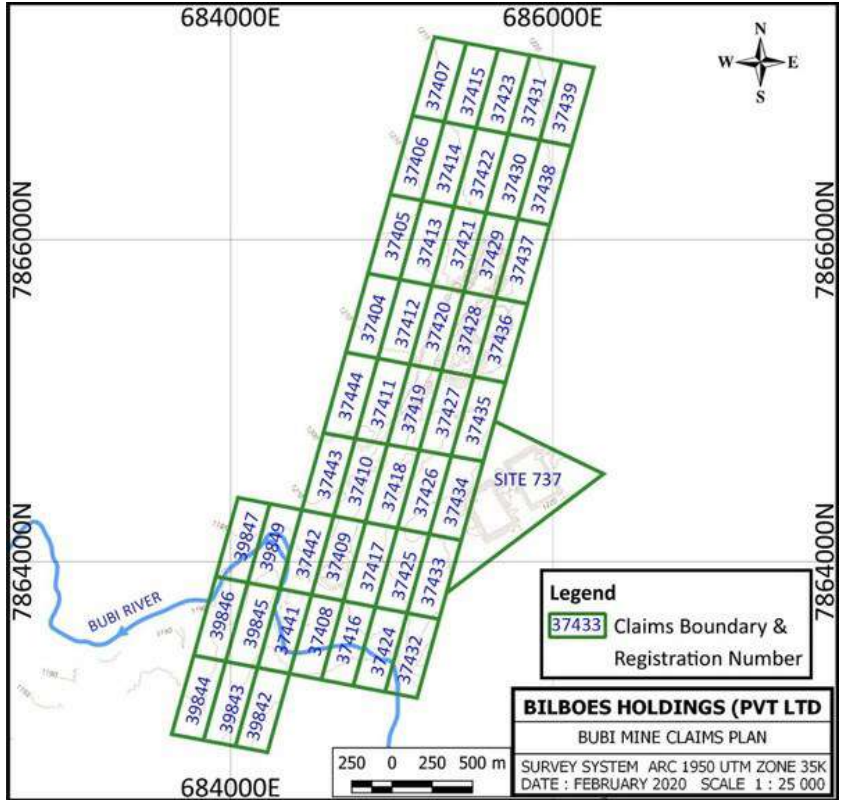 684000E 686000E
N
W E
S
37407 37415 37423 37431 37439
37406 37414 37422 37430 37438
7866000N 7866000N
37405 37413 37421 37429 37437
37404 37412 37420 37428 37436
37444 37411 37419 37427 37435
37443 37410 37418 37426 37434
SITE 737
39847 39849 37442 37409 37417 37425 37433
7864000N 7864000N
BUBI RIVER
39846 39845 37441 37408 37416 37424 37432
39844 39843 39842
Legend
37433 Claims Boundary &
Registration Number
BILBOES HOLDINGS (PVT LTD
BUBI MINE CLAIMS PLAN
SURVEY SYSTEM ARC 1950 UTM ZONE 35K
DATE : FEBRUARY 2020 SCALE 1 : 25 000
250 0 250 500 m
684000E 686000E